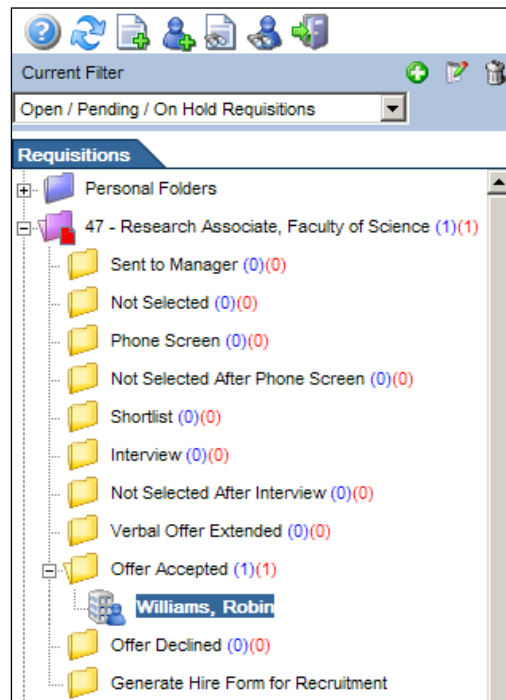 Current Filter
Open / Pending / On Hold Requisitions
Requisitions
Personal Folders
47 - Research Associate, Faculty of Science (1)(1)
Sent to Manager (0)(0)
Not Selected (0)(0)
Phone Screen (0)(0)
Not Selected After Phone Screen (0)(0)
Shortlist (0)(0)
Interview (0)(0)
Not Selected After Interview (0)(0)
Verbal Offer Extended (0)(0)
Offer Accepted (1)(1)
Williams, Robin
Offer Declined (0)(0)
Generate Hire Form for Recruitment